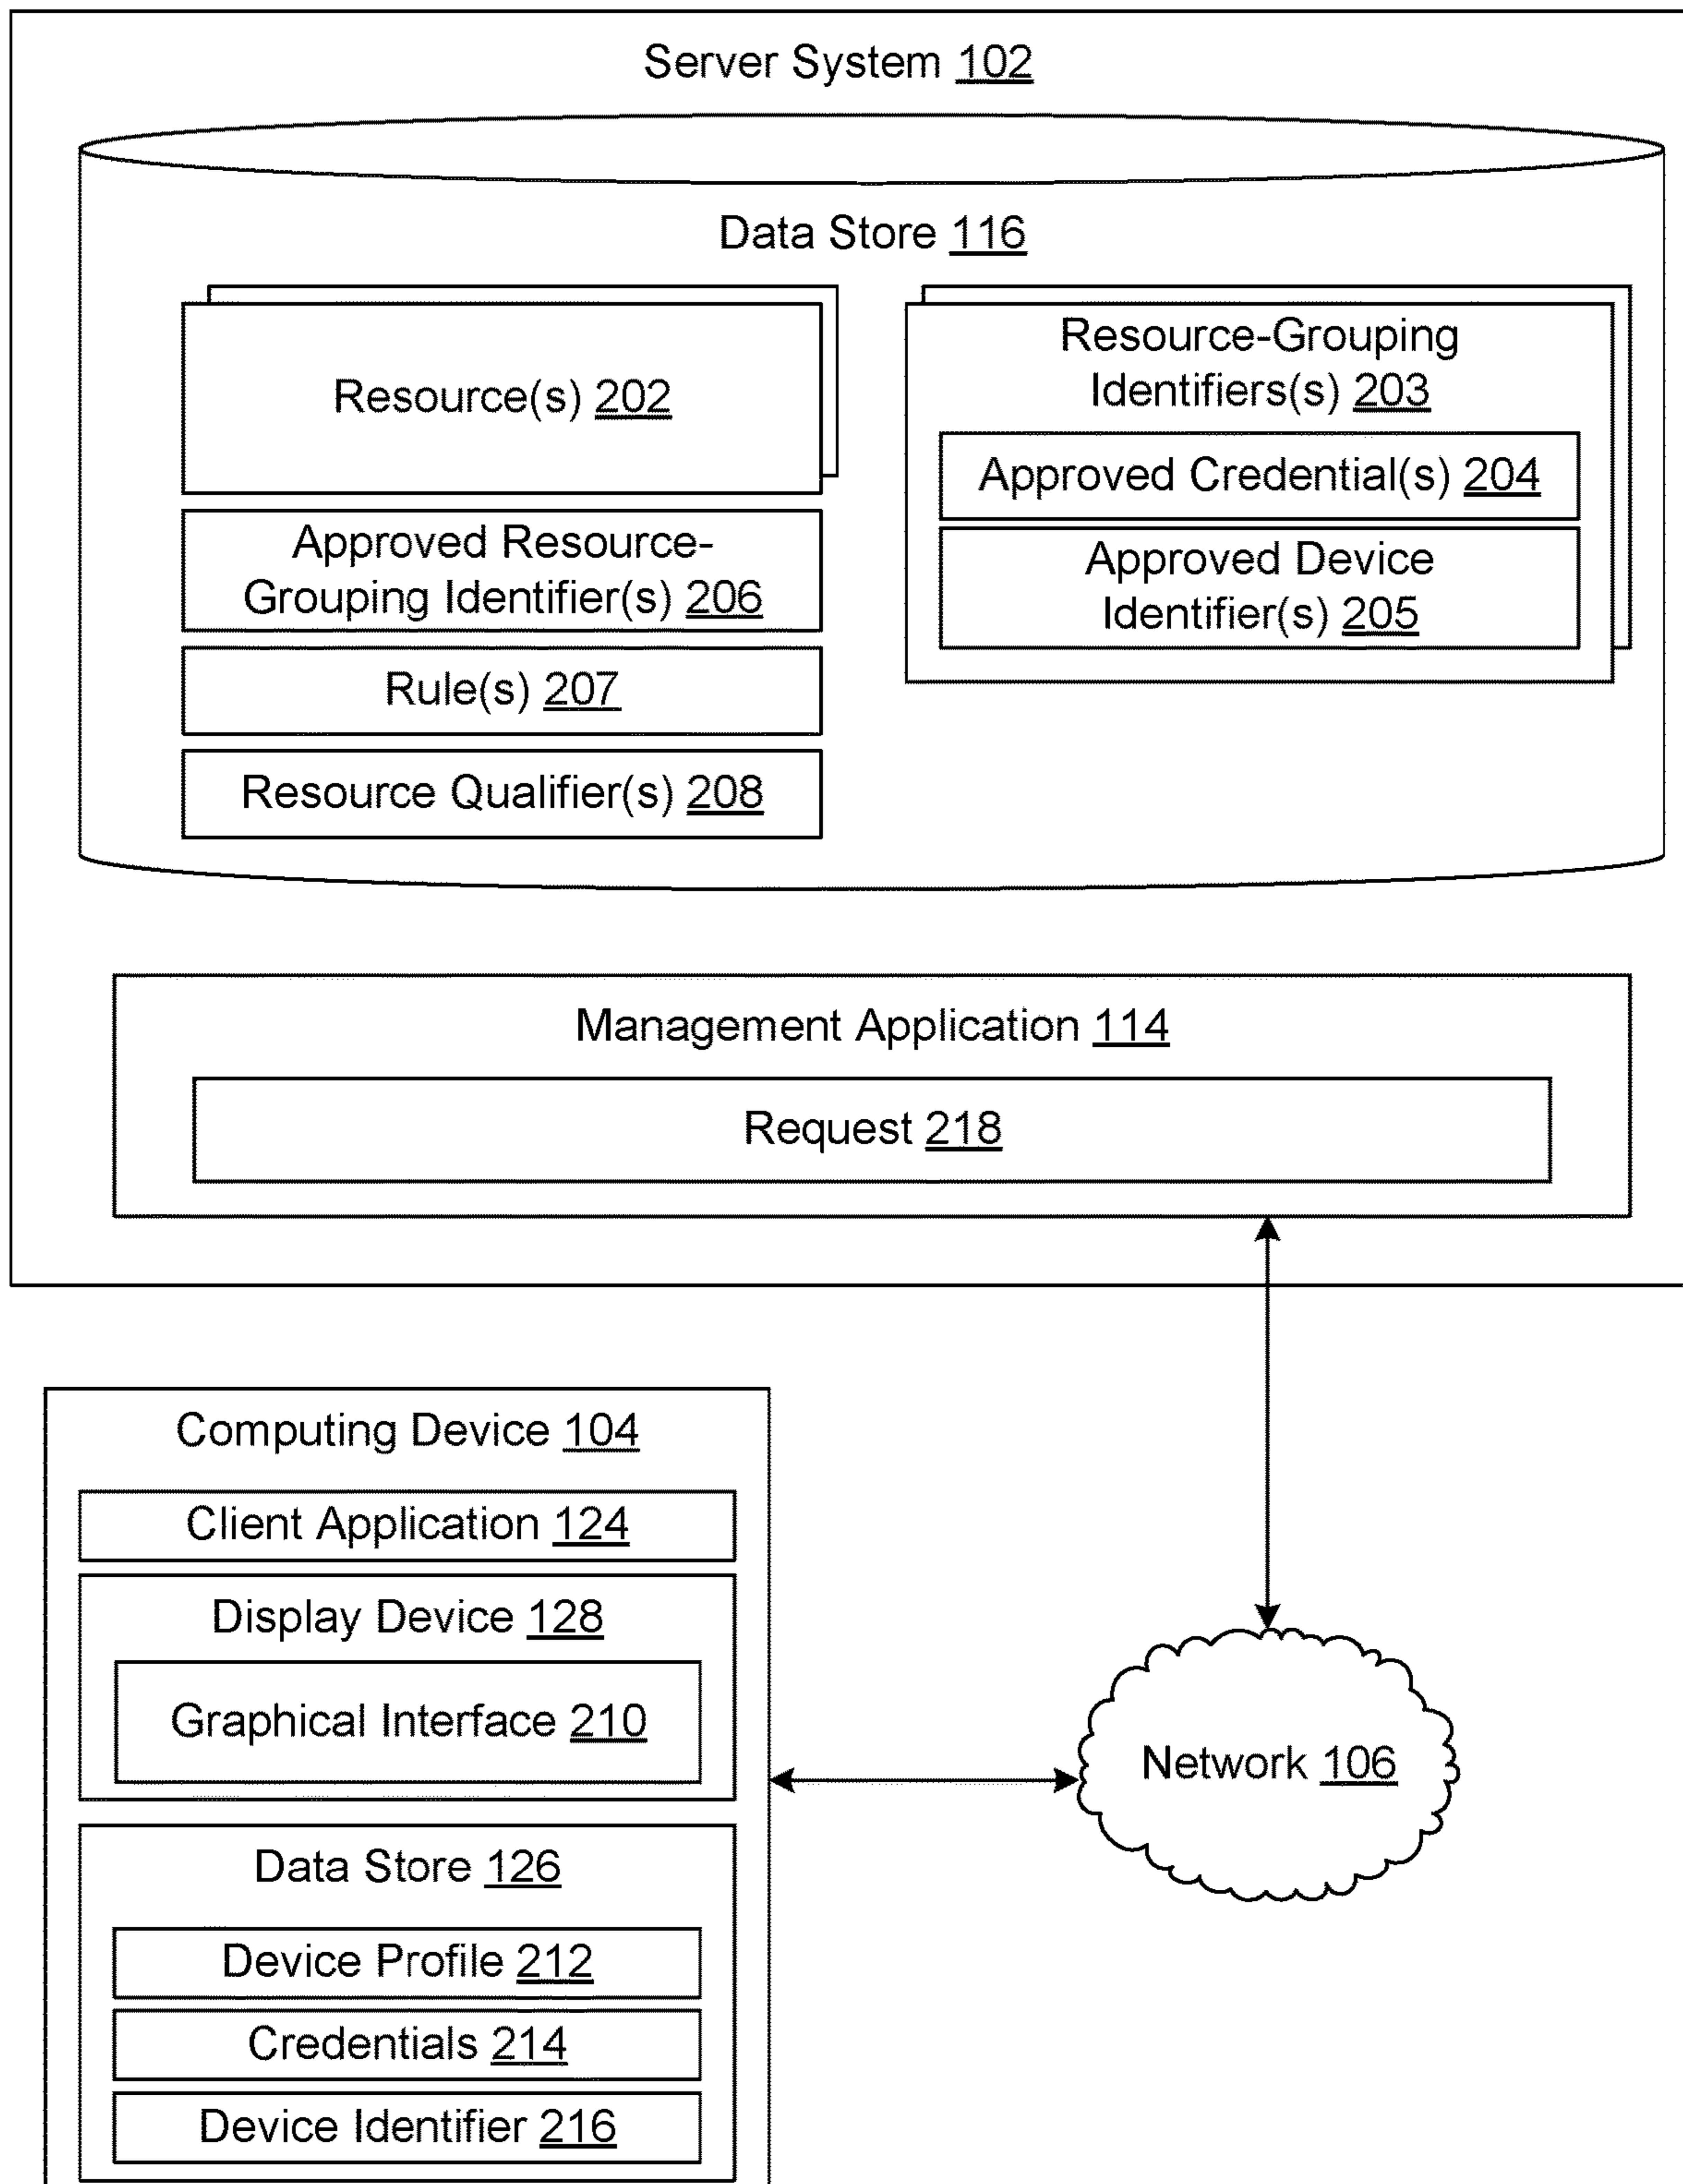 Server System 102
Data Store 116
Resource(s) 202
Approved Resource-
Grouping Identifier(s) 206
Rule(s) 207
Resource Qualifier(s) 208
Resource-Grouping
Identifiers(s) 203
Approved Credential(s) 204
Approved Device
Identifier(s) 205
Management Application 114
Request 218
Computing Device 104
Client Application 124
Display Device 128
Graphical Interface 210
Data Store 126
Device Profile 212
Credentials 214
Device Identifier 216
Network 106